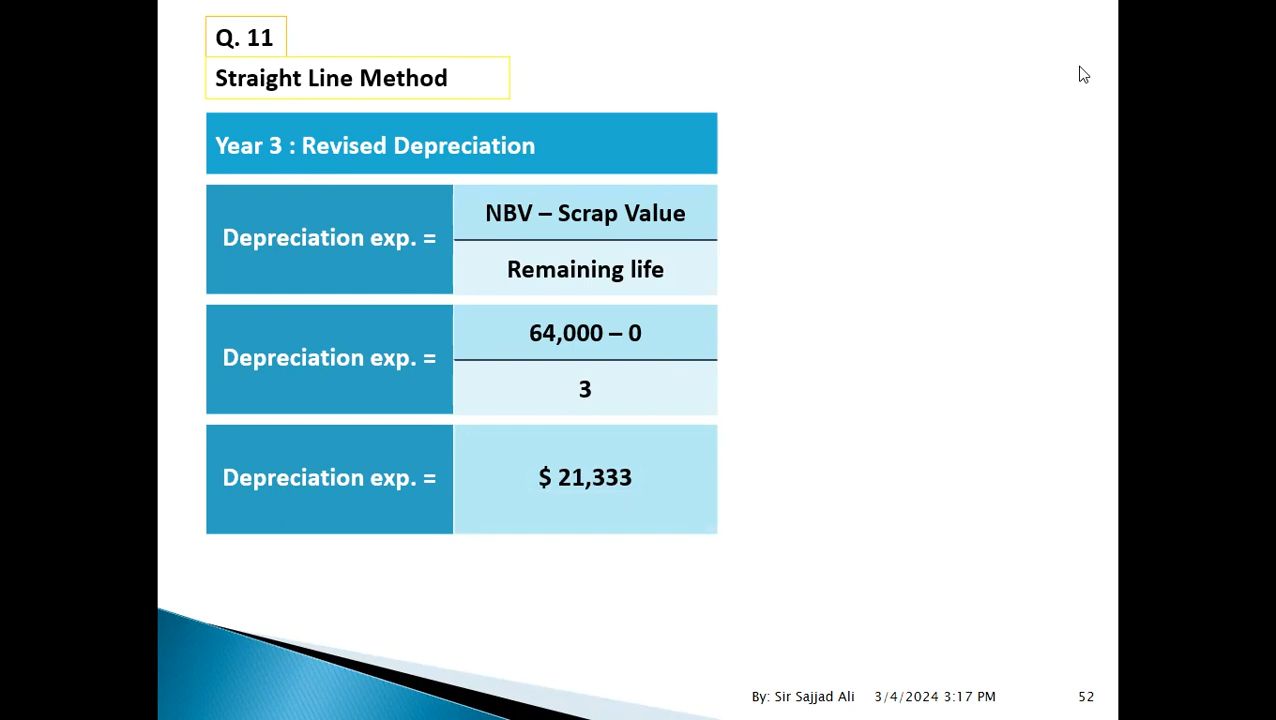 Q. 11
Straight Line Method
Year 3 : Revised Depreciation
Depreciation exp. =
NBV – Scrap Value
Remaining life
Depreciation exp. =
64,000 – 0
3
Depreciation exp. =
$ 21,333
By: Sir Sajjad Ali 3/4/2024 3:17 PM 52